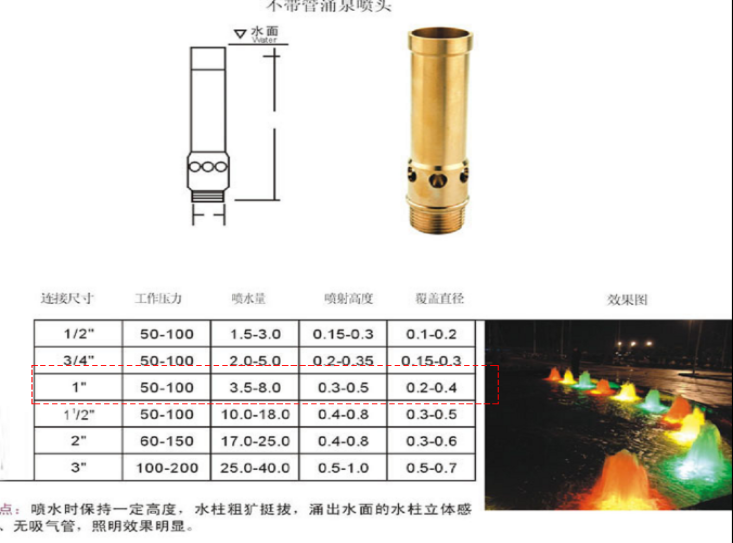 不带管涌泉喷头
水面
Water
连接尺寸 工作压力 喷水量 喷射高度 覆盖直径 效果图
1/2" 50-100 1.5-3.0 0.15-0.3 0.1-0.2
3/4" 50-100 2.0-5.0 0.2-0.35 0.15-0.3
1" 50-100 3.5-8.0 0.3-0.5 0.2-0.4
1¹/2" 50-100 10.0-18.0 0.4-0.8 0.3-0.5
2" 60-150 17.0-25.0 0.4-0.8 0.3-0.6
3" 100-200 25.0-40.0 0.5-1.0 0.5-0.7
点：喷水时保持一定高度，水柱粗犷挺拔，涌出水面的水柱立体感
、无吸气管，照明效果明显。